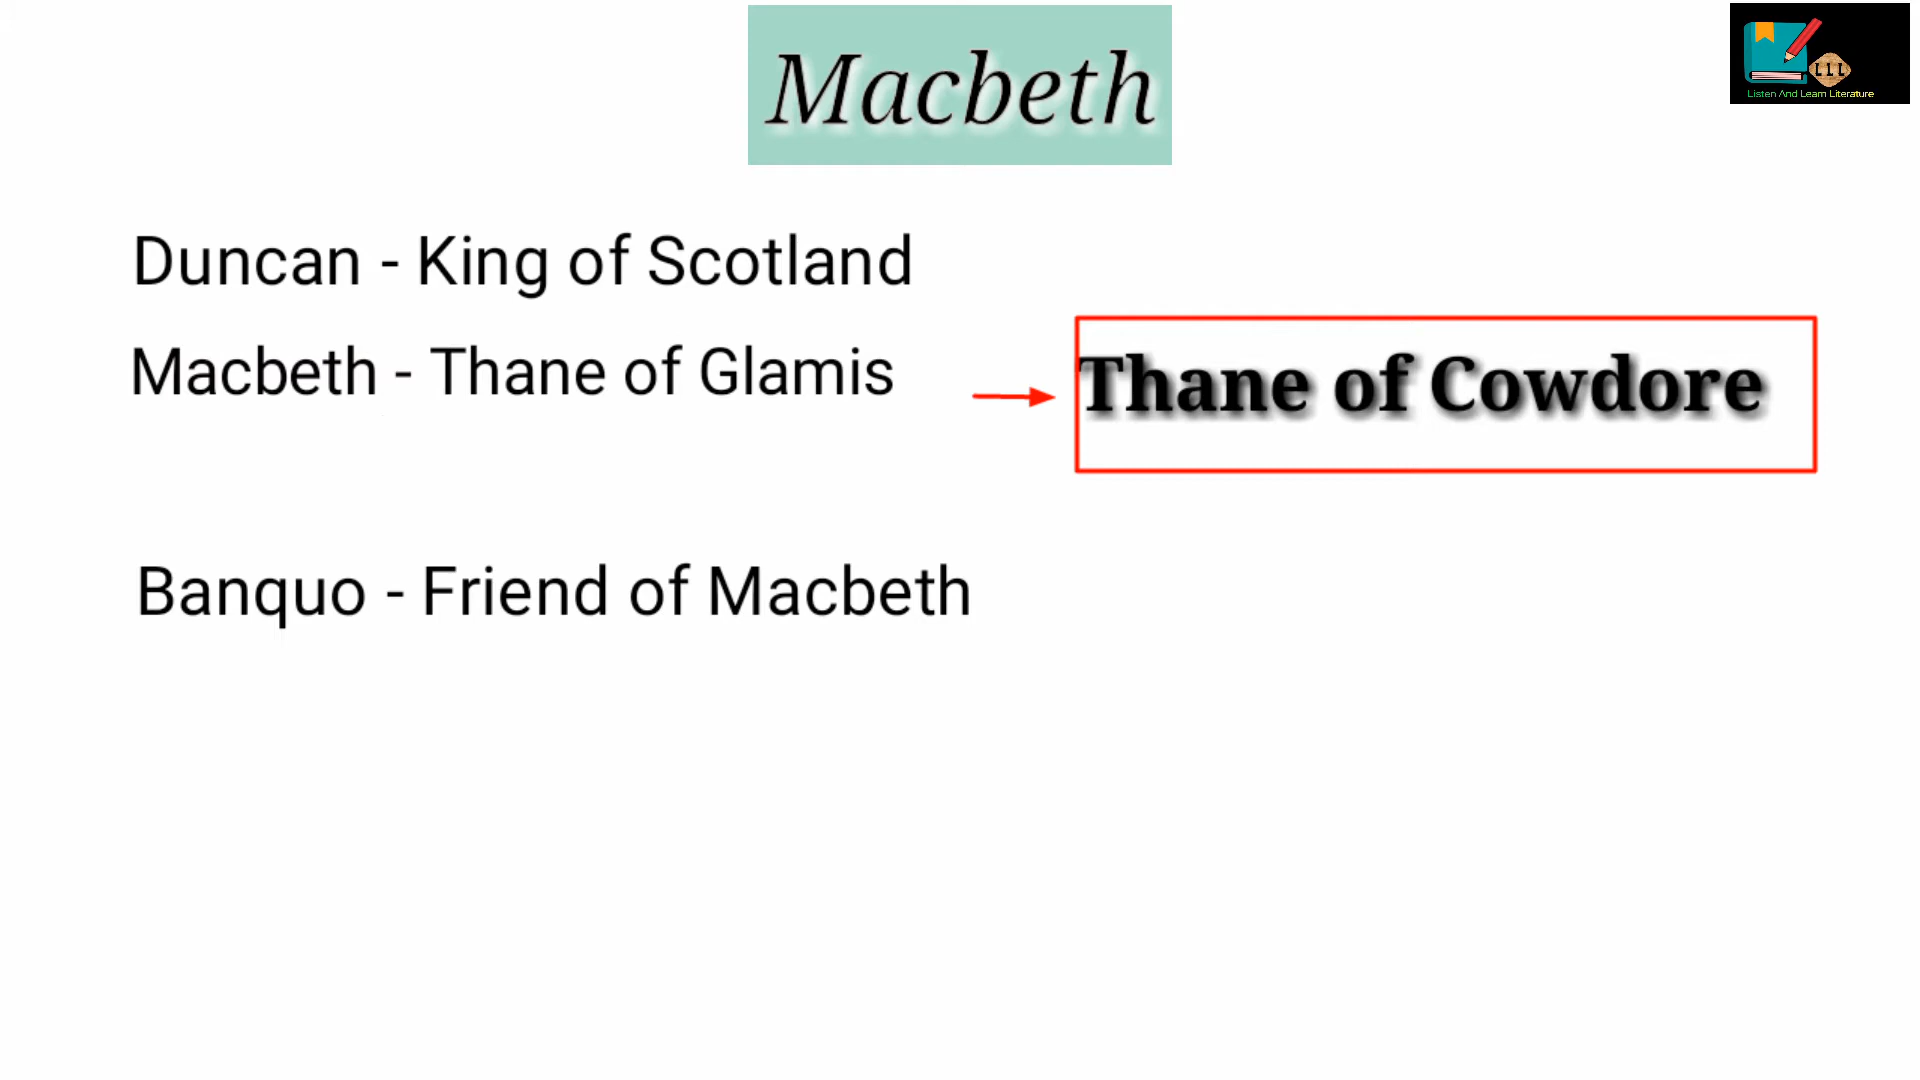 Macbeth
LLL
Listen And Learn Literature
Duncan - King of Scotland
Macbeth - Thane of Glamis
Thane of Cowdore
Banquo - Friend of Macbeth